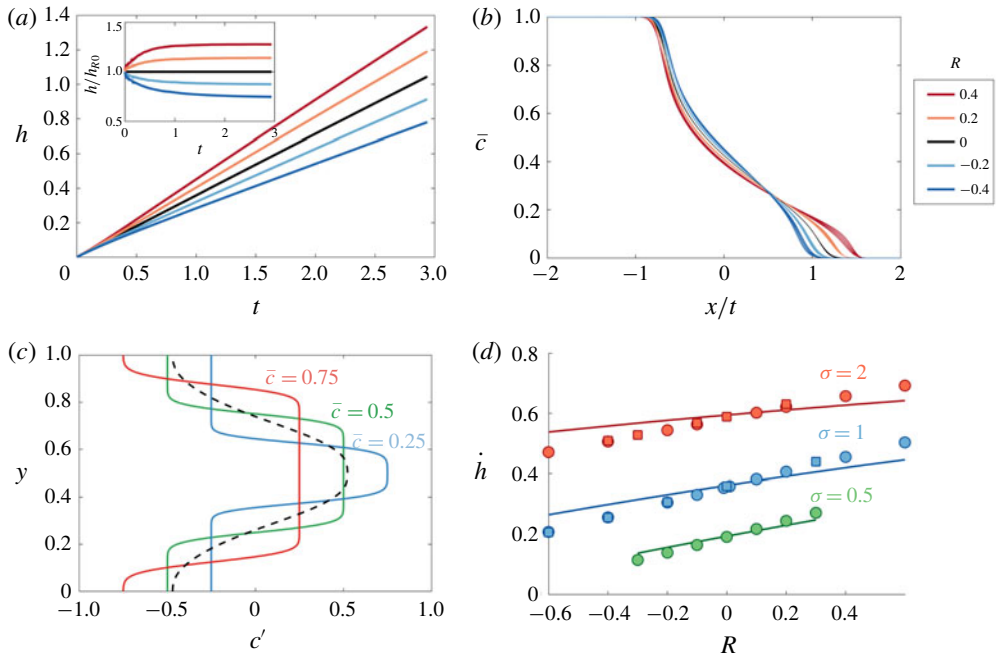 (a)
1.4
1.2
1.0
0.8
0.6
0.4
0.2
h
0 0.5 1.0 1.5 2.0 2.5 3.0
t
1.5
1.0
0.5
h/h_{R0}
0 1 2 3
t
(b)
1.0
0.8
0.6
0.4
0.2
0
c̄
−2 −1 0 1 2
x/t
R
0.4
0.2
0
−0.2
−0.4
(c)
1.0
0.8
0.6
0.4
0.2
0
y
c̄ = 0.75
c̄ = 0.5
c̄ = 0.25
−1.0 −0.5 0 0.5 1.0
c′
(d)
0.8
0.6
0.4
0.2
0
ḣ
σ = 2
σ = 1
σ = 0.5
−0.6 −0.4 −0.2 0 0.2 0.4
R